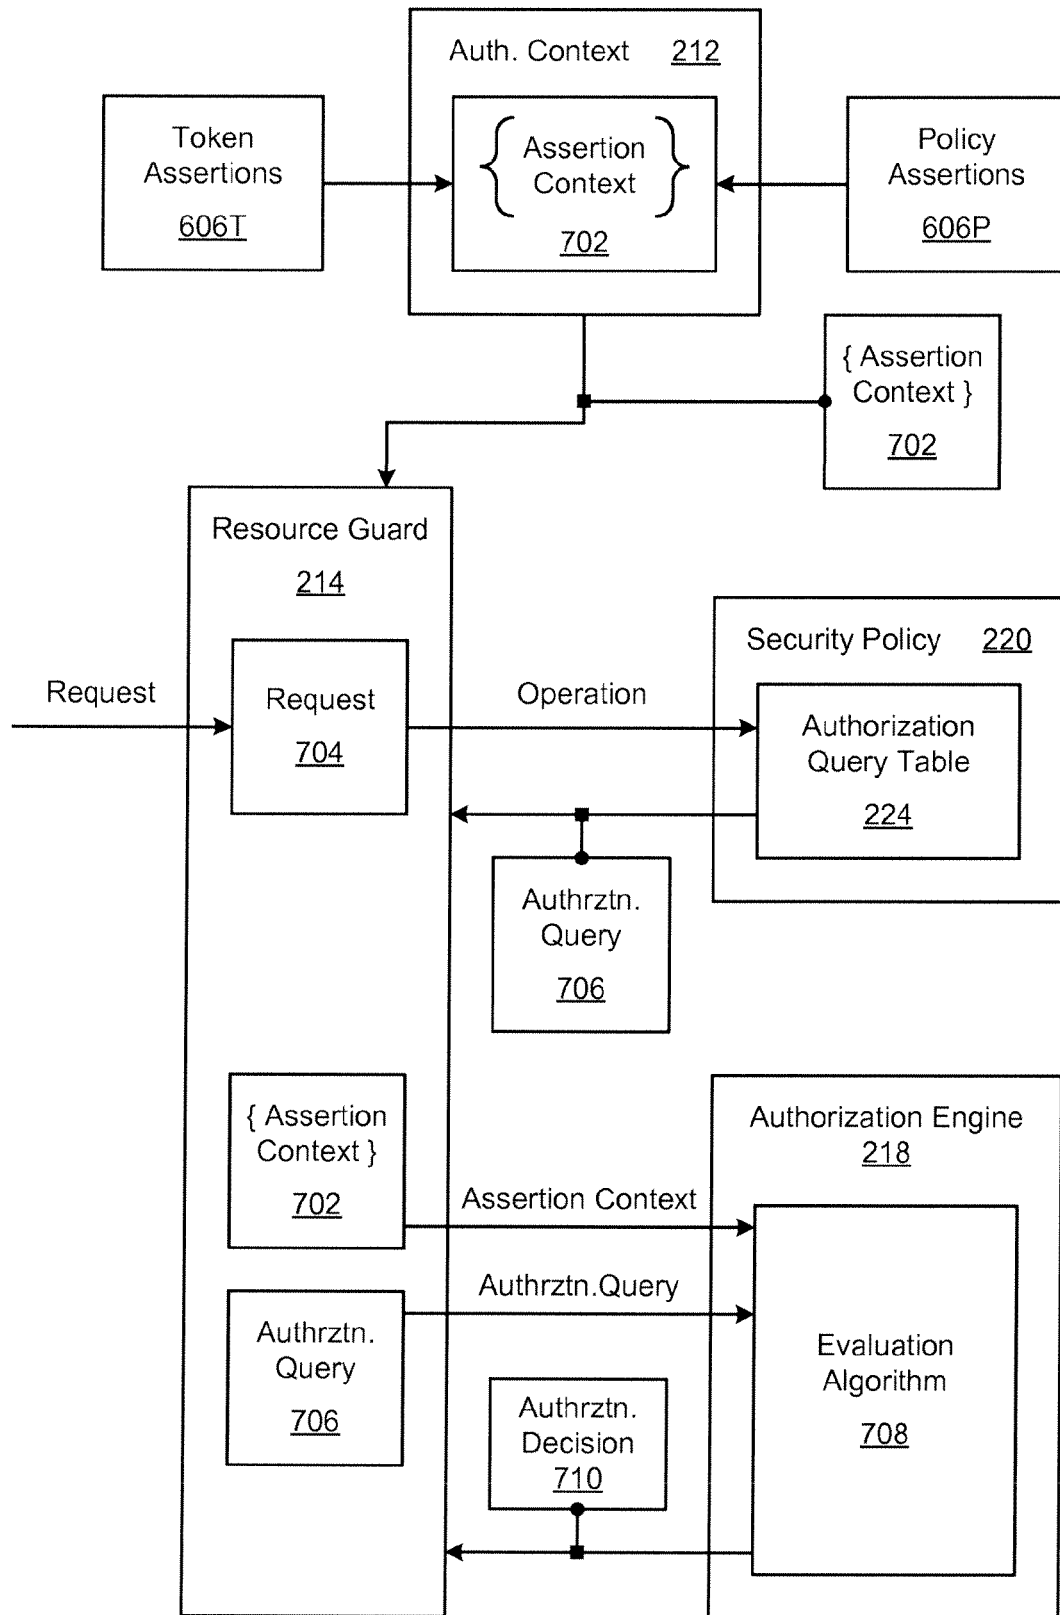 Auth. Context 212
Token
Assertions
606T
{ Assertion
Context }
702
Policy
Assertions
606P
{ Assertion
Context }
702
Resource Guard
214
Request
Request
704
Operation
Security Policy 220
Authorization
Query Table
224
Authrztn.
Query
706
{ Assertion
Context }
702
Assertion Context
Authorization Engine
218
Authrztn.Query
Authrztn.
Query
706
Evaluation
Algorithm
708
Authrztn.
Decision
710